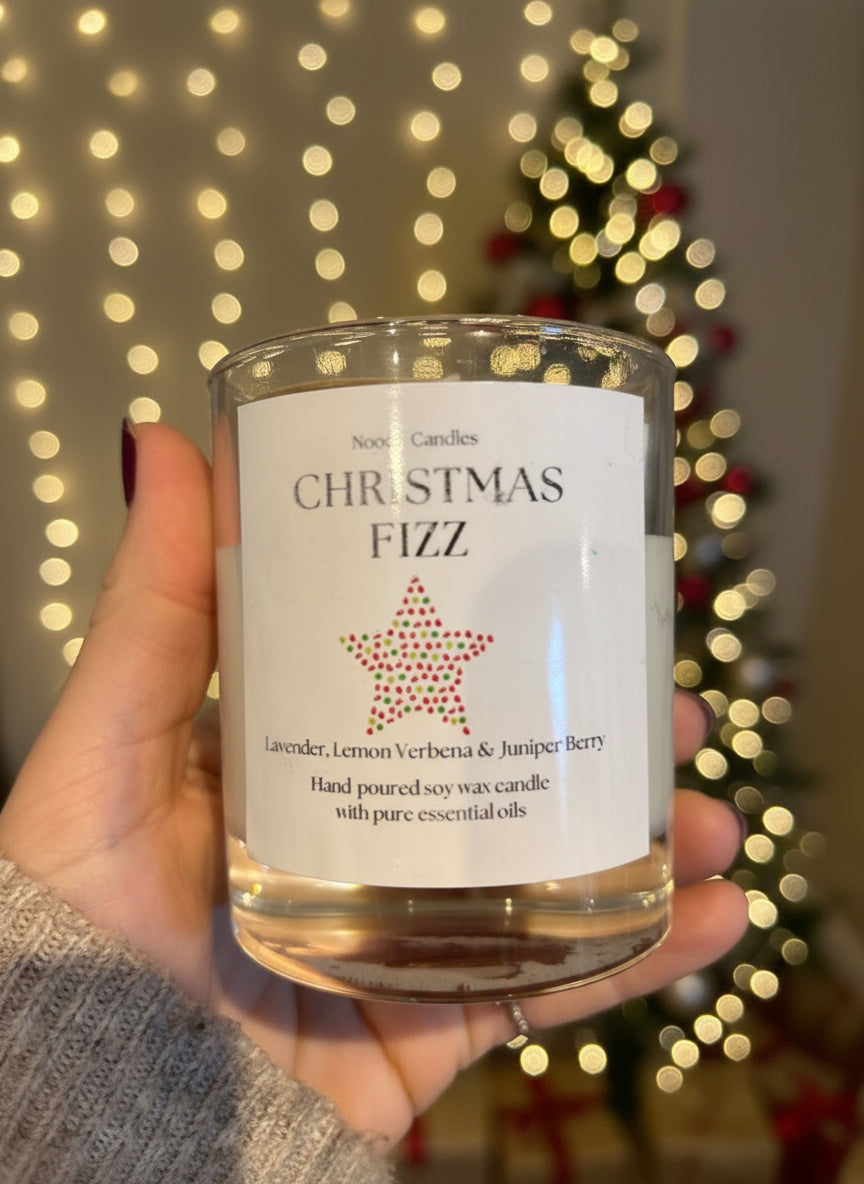 Candles
CHRISTMAS
FIZZ
Lavender, Lemon Verbena & Juniper Berry
Hand poured soy wax candle
with pure essential oils